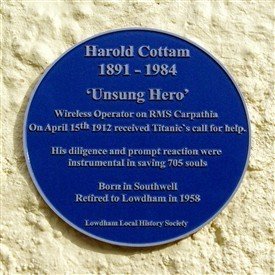 Harold Cottam
1891 - 1984
'Unsung Hero'
Wireless Operator on RMS Carpathia
On April 15th 1912 received Titanic's call for help.
His diligence and prompt reaction were
instrumental in saving 705 souls
Born in Southwell
Retired to Lowdham in 1958
Lowdham Local History Society